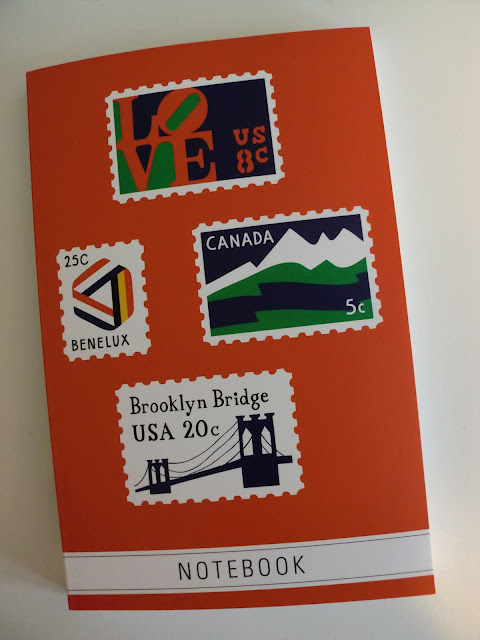 LOVE
US
8c
CANADA
5c
25C
BENELUX
Brooklyn Bridge
USA 20c
NOTEBOOK